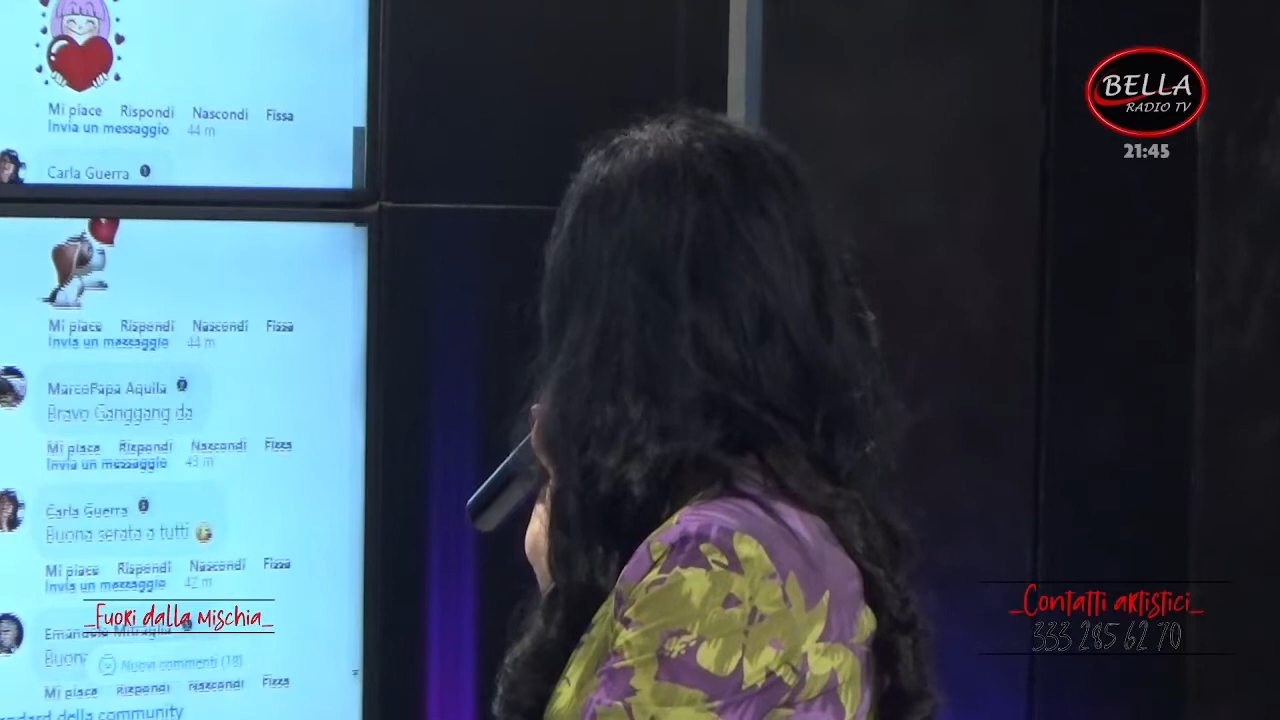 Mi piace Rispondi Nascondi Fissa
Invia un messaggio 44 m
Carla Guerra
Mi piace Rispondi Nascondi Fissa
Invia un messaggio 44 m
MarcoPapa Aquila
Bravo Ganggang da
Mi piace Rispondi Nascondi Fissa
Invia un messaggio 43 m
Carla Guerra
Buona serata a tutti
Mi piace Rispondi Nascondi Fissa
Invia un messaggio 42 m
Nuovi commenti (18)
Mi piace Rispondi Nascondi Fissa
della community
_Fuori dalla mischia_
BELLA
RADIO TV
21:45
_Contatti artistici_
333 285 62 70